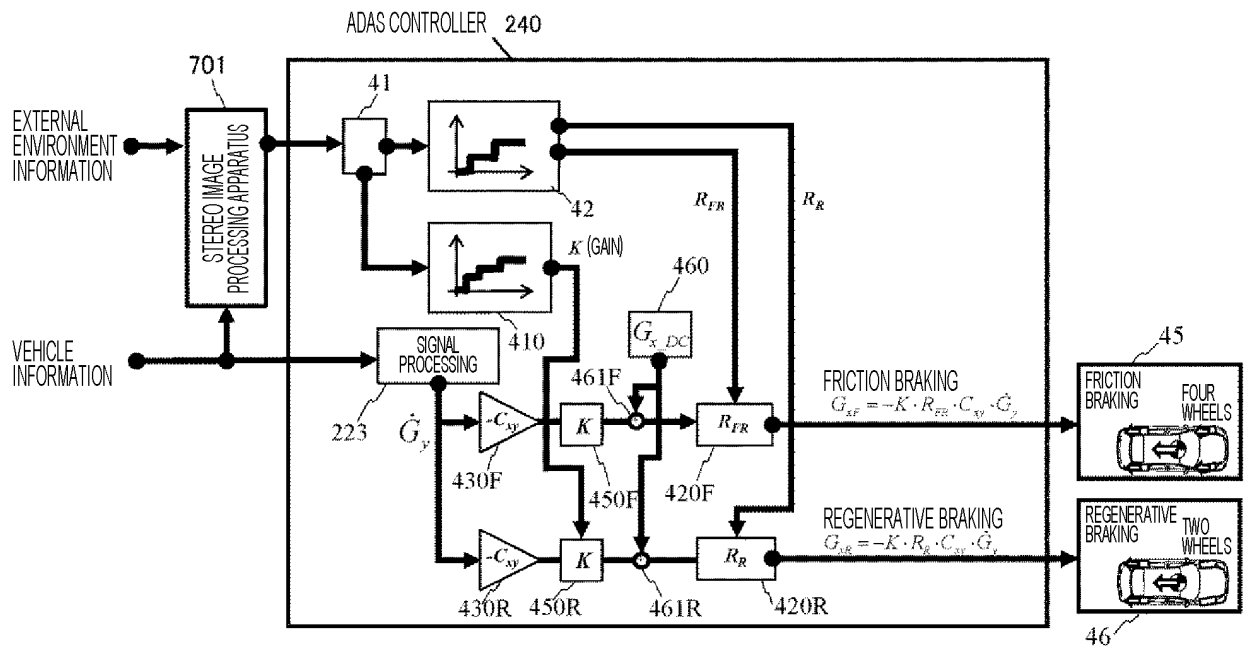 ADAS CONTROLLER 240
701
EXTERNAL
ENVIRONMENT
INFORMATION
STEREO IMAGE
PROCESSING APPARATUS
41
42
R_FR
R_R
K (GAIN)
410
460
G_x_DC
VEHICLE
INFORMATION
SIGNAL
PROCESSING
223
Ġ_y
-C_xy
430F
K
450F
461F
R_FR
420F
FRICTION BRAKING
G_xF = -K · R_FR · C_xy · Ġ_y
45
FRICTION
BRAKING
FOUR
WHEELS
-C_xy
430R
K
450R
461R
R_R
420R
REGENERATIVE BRAKING
G_xR = -K · R_R · C_xy · Ġ_y
REGENERATIVE
BRAKING
TWO
WHEELS
46